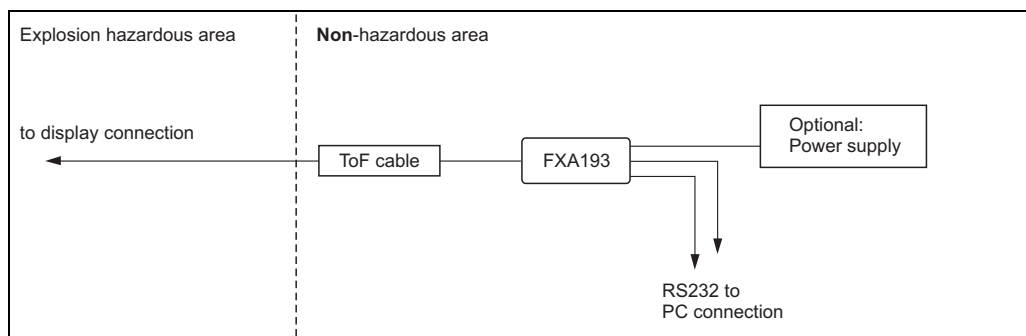 Explosion hazardous area
Non-hazardous area
to display connection
ToF cable
FXA193
Optional:
Power supply
RS232 to
PC connection